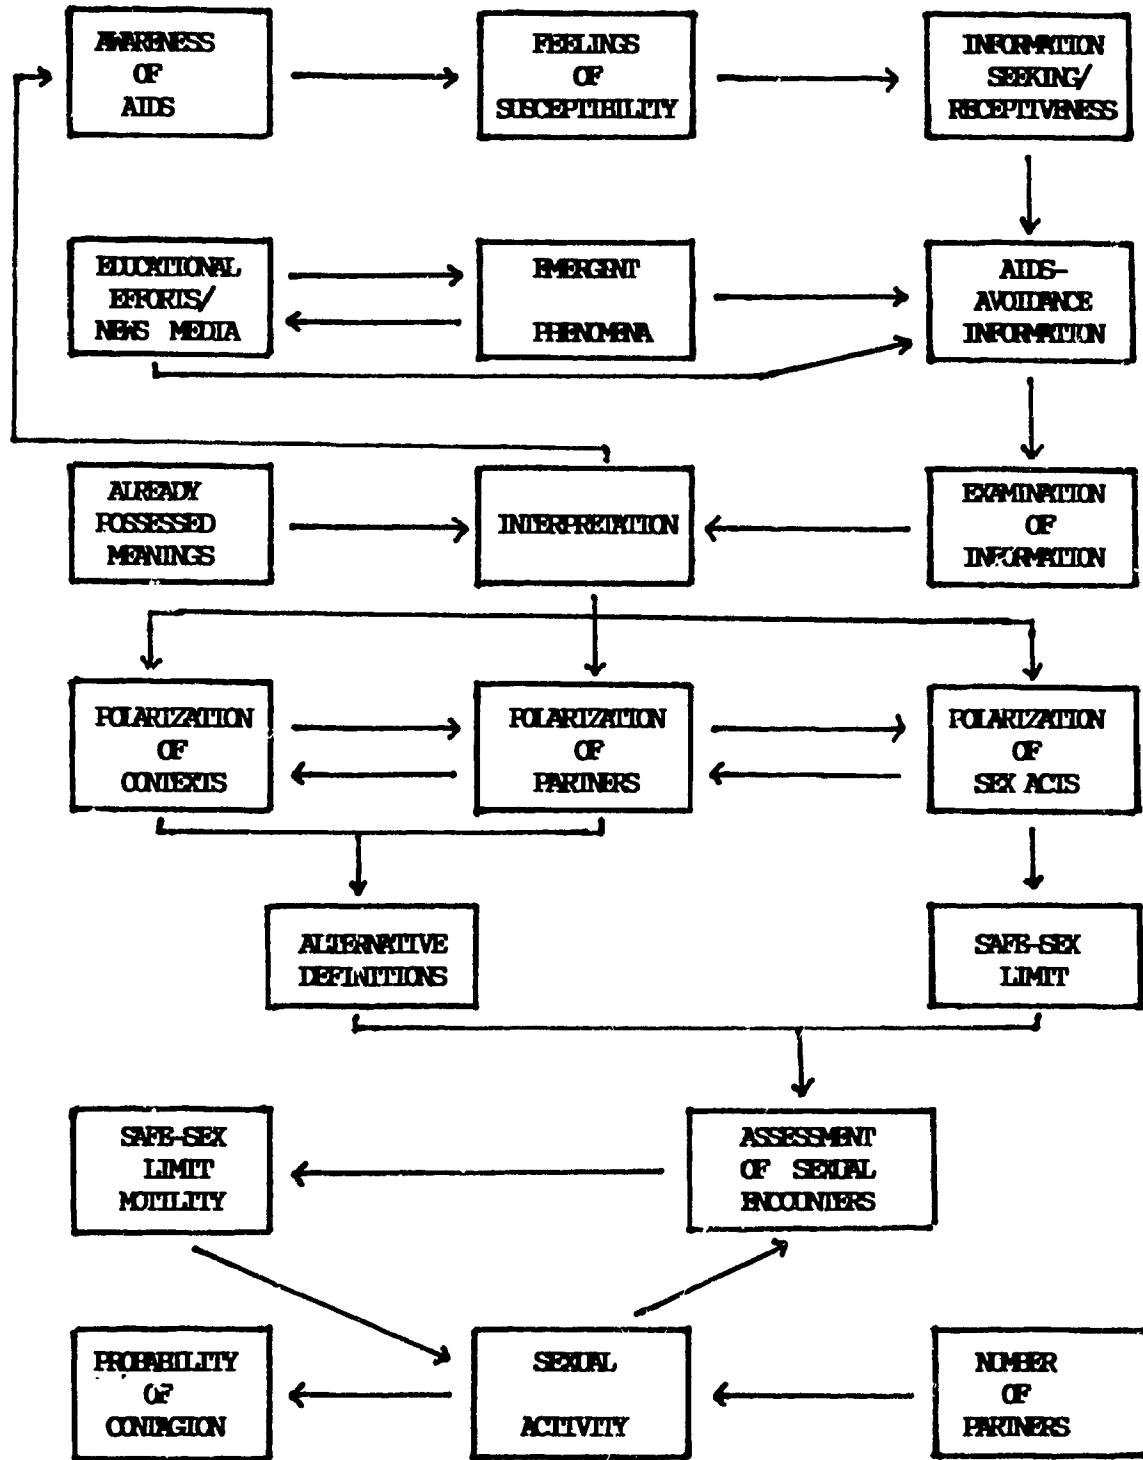 AWARENESS
OF
AIDS
FEELINGS
OF
SUSCEPTIBILITY
INFORMATION
SEEKING/
RECEPTIVENESS
EDUCATIONAL
EFFORTS/
NEWS MEDIA
EMERGENT
PHENOMENA
AIDS-
AVOIDANCE
INFORMATION
ALREADY
POSSESSED
MEANINGS
INTERPRETATION
EXAMINATION
OF
INFORMATION
POLARIZATION
OF
CONTEXTS
POLARIZATION
OF
PARTNERS
POLARIZATION
OF
SEX ACTS
ALTERNATIVE
DEFINITIONS
SAFE-SEX
LIMIT
SAFE-SEX
LIMIT
MOTILITY
ASSESSMENT
OF SEXUAL
ENCOUNTERS
PROBABILITY
OF
CONTAGION
SEXUAL
ACTIVITY
NUMBER
OF
PARTNERS